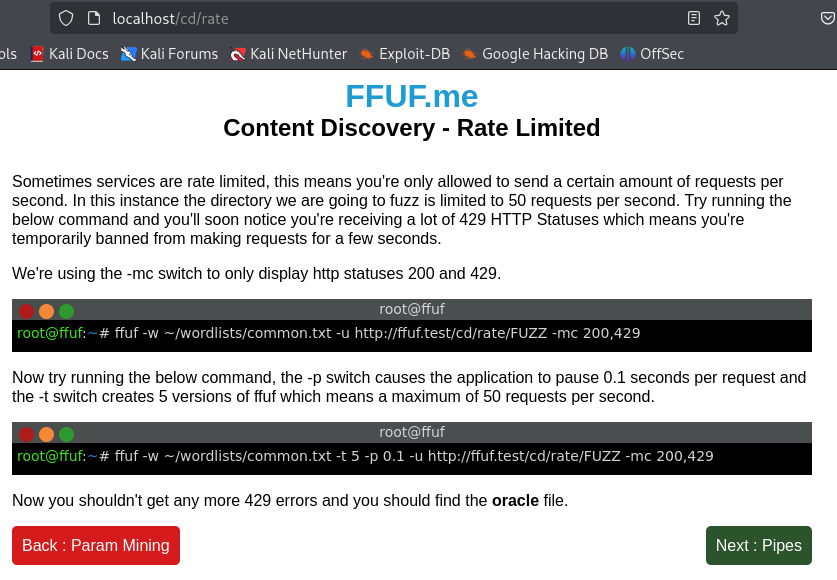 localhost/cd/rate
ols Kali Docs Kali Forums Kali NetHunter Exploit-DB Google Hacking DB OffSec
FFUF.me
Content Discovery - Rate Limited
Sometimes services are rate limited, this means you're only allowed to send a certain amount of requests per
second. In this instance the directory we are going to fuzz is limited to 50 requests per second. Try running the
below command and you'll soon notice you're receiving a lot of 429 HTTP Statuses which means you're
temporarily banned from making requests for a few seconds.
We're using the -mc switch to only display http statuses 200 and 429.
root@ffuf
root@ffuf:~# ffuf -w ~/wordlists/common.txt -u http://ffuf.test/cd/rate/FUZZ -mc 200,429
Now try running the below command, the -p switch causes the application to pause 0.1 seconds per request and
the -t switch creates 5 versions of ffuf which means a maximum of 50 requests per second.
root@ffuf
root@ffuf:~# ffuf -w ~/wordlists/common.txt -t 5 -p 0.1 -u http://ffuf.test/cd/rate/FUZZ -mc 200,429
Now you shouldn't get any more 429 errors and you should find the oracle file.
Back : Param Mining
Next : Pipes